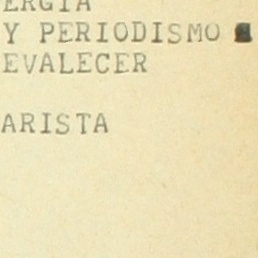 ERGIA
Y PERIODISMO
EVALECER
ARISTA